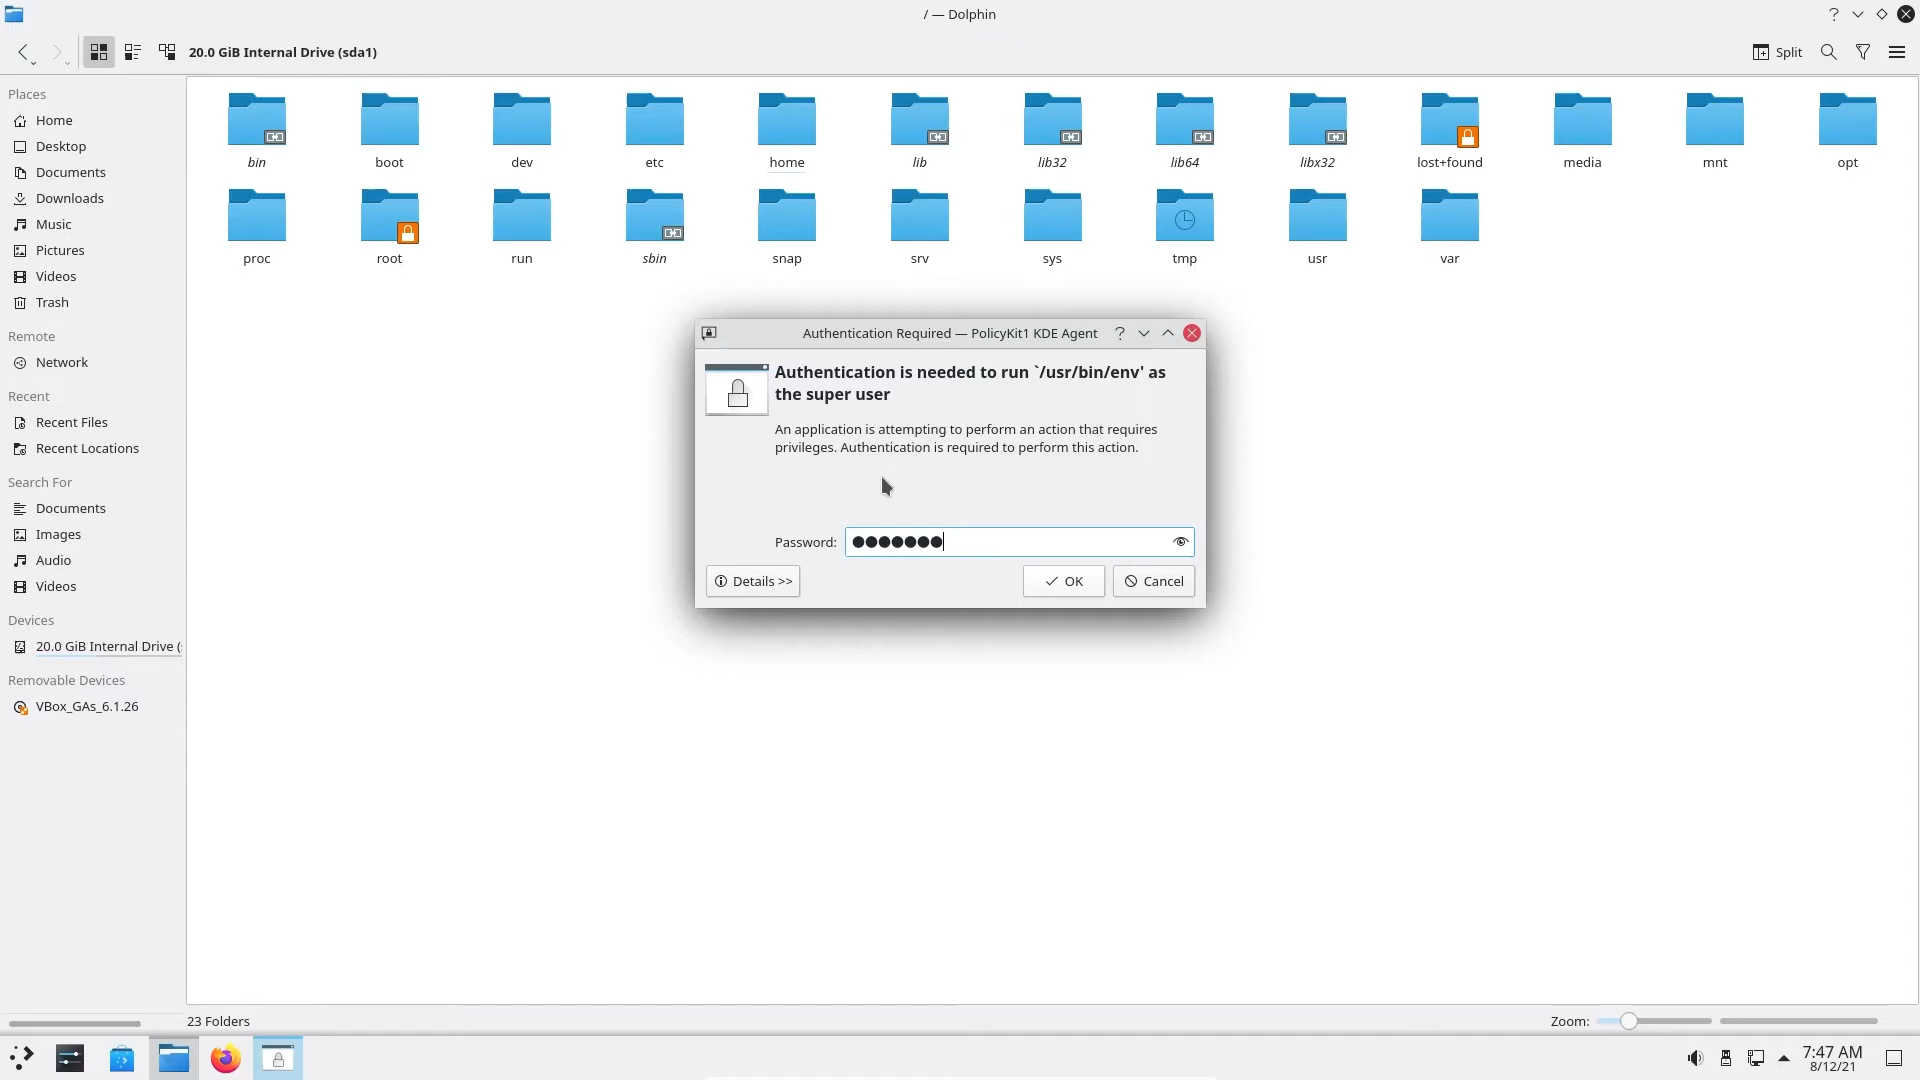 / — Dolphin
20.0 GiB Internal Drive (sda1)
Split
Places
Home
Desktop
Documents
Downloads
Music
Pictures
Videos
Trash
Remote
Network
Recent
Recent Files
Recent Locations
Search For
Documents
Images
Audio
Videos
Devices
20.0 GiB Internal Drive (
Removable Devices
VBox_GAs_6.1.26
bin boot dev etc home lib lib32 lib64 libx32 lost+found media mnt opt
proc root run sbin snap srv sys tmp usr var
Authentication Required — PolicyKit1 KDE Agent
Authentication is needed to run `/usr/bin/env' as
the super user
An application is attempting to perform an action that requires
privileges. Authentication is required to perform this action.
Password: ●●●●●●●
Details >> OK Cancel
23 Folders
Zoom:
7:47 AM
8/12/21